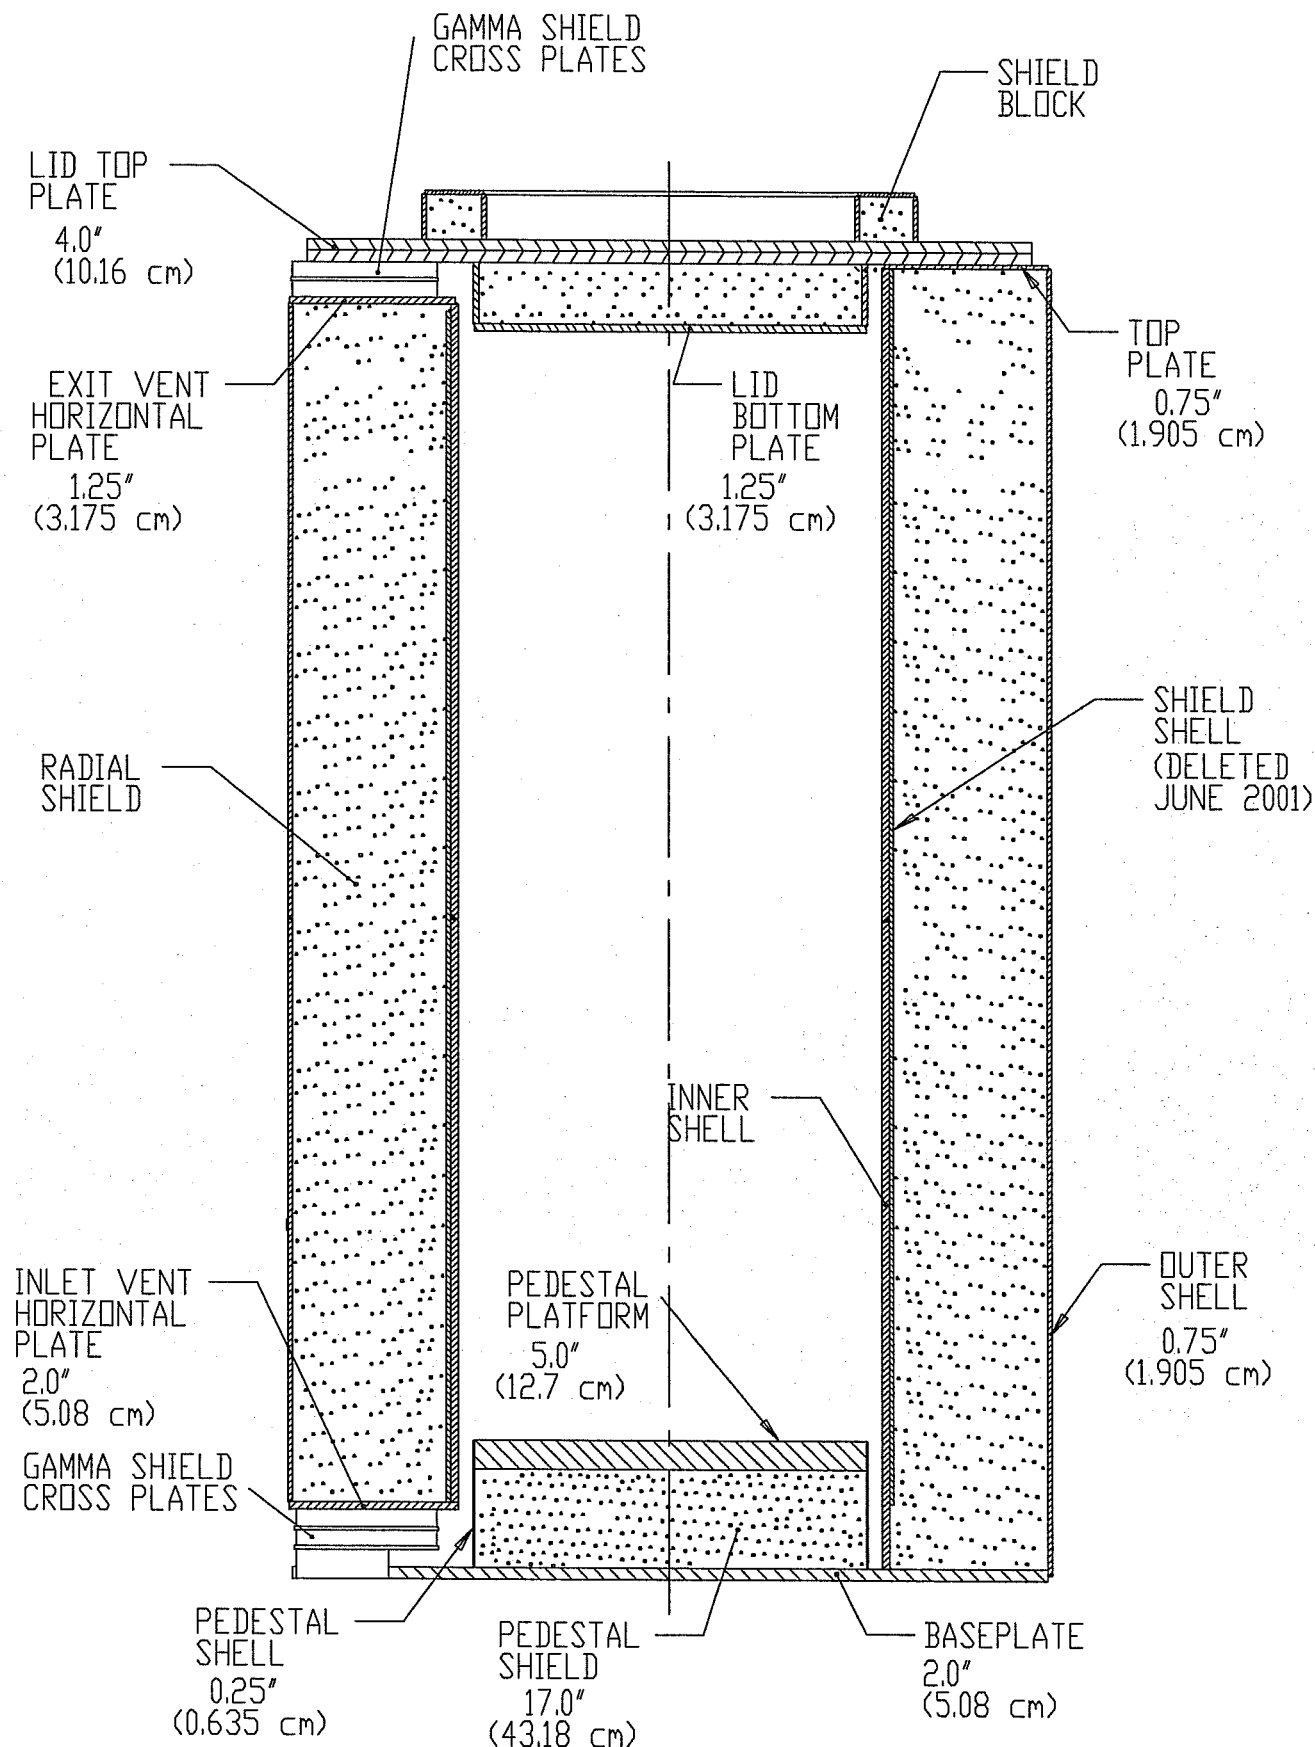 GAMMA SHIELD
CROSS PLATES
SHIELD
BLOCK
LID TOP
PLATE
4.0"
(10.16 cm)
TOP
PLATE
0.75"
(1.905 cm)
EXIT VENT
HORIZONTAL
PLATE
1.25"
(3.175 cm)
LID
BOTTOM
PLATE
1.25"
(3.175 cm)
SHIELD
SHELL
(DELETED
JUNE 2001)
RADIAL
SHIELD
INNER
SHELL
OUTER
SHELL
0.75"
(1.905 cm)
INLET VENT
HORIZONTAL
PLATE
2.0"
(5.08 cm)
PEDESTAL
PLATFORM
5.0"
(12.7 cm)
GAMMA SHIELD
CROSS PLATES
PEDESTAL
SHELL
0.25"
(0.635 cm)
PEDESTAL
SHIELD
17.0"
(43.18 cm)
BASEPLATE
2.0"
(5.08 cm)